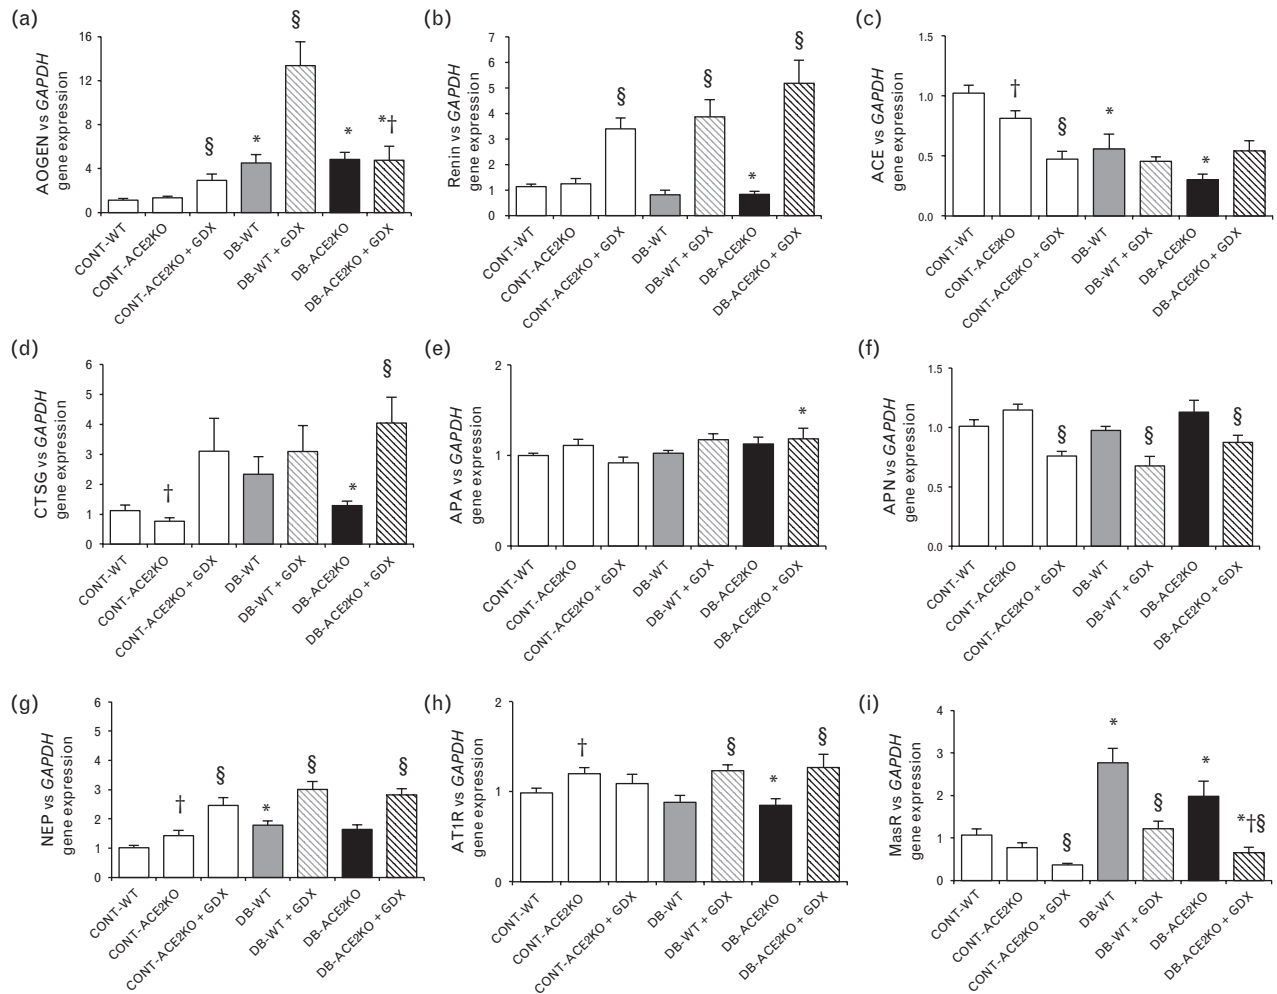 (a)
AOGEN vs GAPDH
gene expression
16
12
8
4
0
§
*
§
*
*†
CONT-WT
CONT-ACE2KO
CONT-ACE2KO + GDX
DB-WT
DB-WT + GDX
DB-ACE2KO
DB-ACE2KO + GDX
(b)
Renin vs GAPDH
gene expression
7
6
5
4
3
2
1
0
§
§
*
§
CONT-WT
CONT-ACE2KO
CONT-ACE2KO + GDX
DB-WT
DB-WT + GDX
DB-ACE2KO
DB-ACE2KO + GDX
(c)
ACE vs GAPDH
gene expression
1.5
1.0
0.5
0.0
†
§
*
*
CONT-WT
CONT-ACE2KO
CONT-ACE2KO + GDX
DB-WT
DB-WT + GDX
DB-ACE2KO
DB-ACE2KO + GDX
(d)
CTSG vs GAPDH
gene expression
6
5
4
3
2
1
0
†
*
§
CONT-WT
CONT-ACE2KO
CONT-ACE2KO + GDX
DB-WT
DB-WT + GDX
DB-ACE2KO
DB-ACE2KO + GDX
(e)
APA vs GAPDH
gene expression
2
1
0
*
CONT-WT
CONT-ACE2KO
CONT-ACE2KO + GDX
DB-WT
DB-WT + GDX
DB-ACE2KO
DB-ACE2KO + GDX
(f)
APN vs GAPDH
gene expression
1.5
1.0
0.5
0.0
§
§
§
CONT-WT
CONT-ACE2KO
CONT-ACE2KO + GDX
DB-WT
DB-WT + GDX
DB-ACE2KO
DB-ACE2KO + GDX
(g)
NEP vs GAPDH
gene expression
6
5
4
3
2
1
0
†
§
*
§
§
CONT-WT
CONT-ACE2KO
CONT-ACE2KO + GDX
DB-WT
DB-WT + GDX
DB-ACE2KO
DB-ACE2KO + GDX
(h)
AT1R vs GAPDH
gene expression
2
1
0
†
§
*
§
CONT-WT
CONT-ACE2KO
CONT-ACE2KO + GDX
DB-WT
DB-WT + GDX
DB-ACE2KO
DB-ACE2KO + GDX
(i)
MasR vs GAPDH
gene expression
4
3
2
1
0
§
*
§
*
*†§
CONT-WT
CONT-ACE2KO
CONT-ACE2KO + GDX
DB-WT
DB-WT + GDX
DB-ACE2KO
DB-ACE2KO + GDX